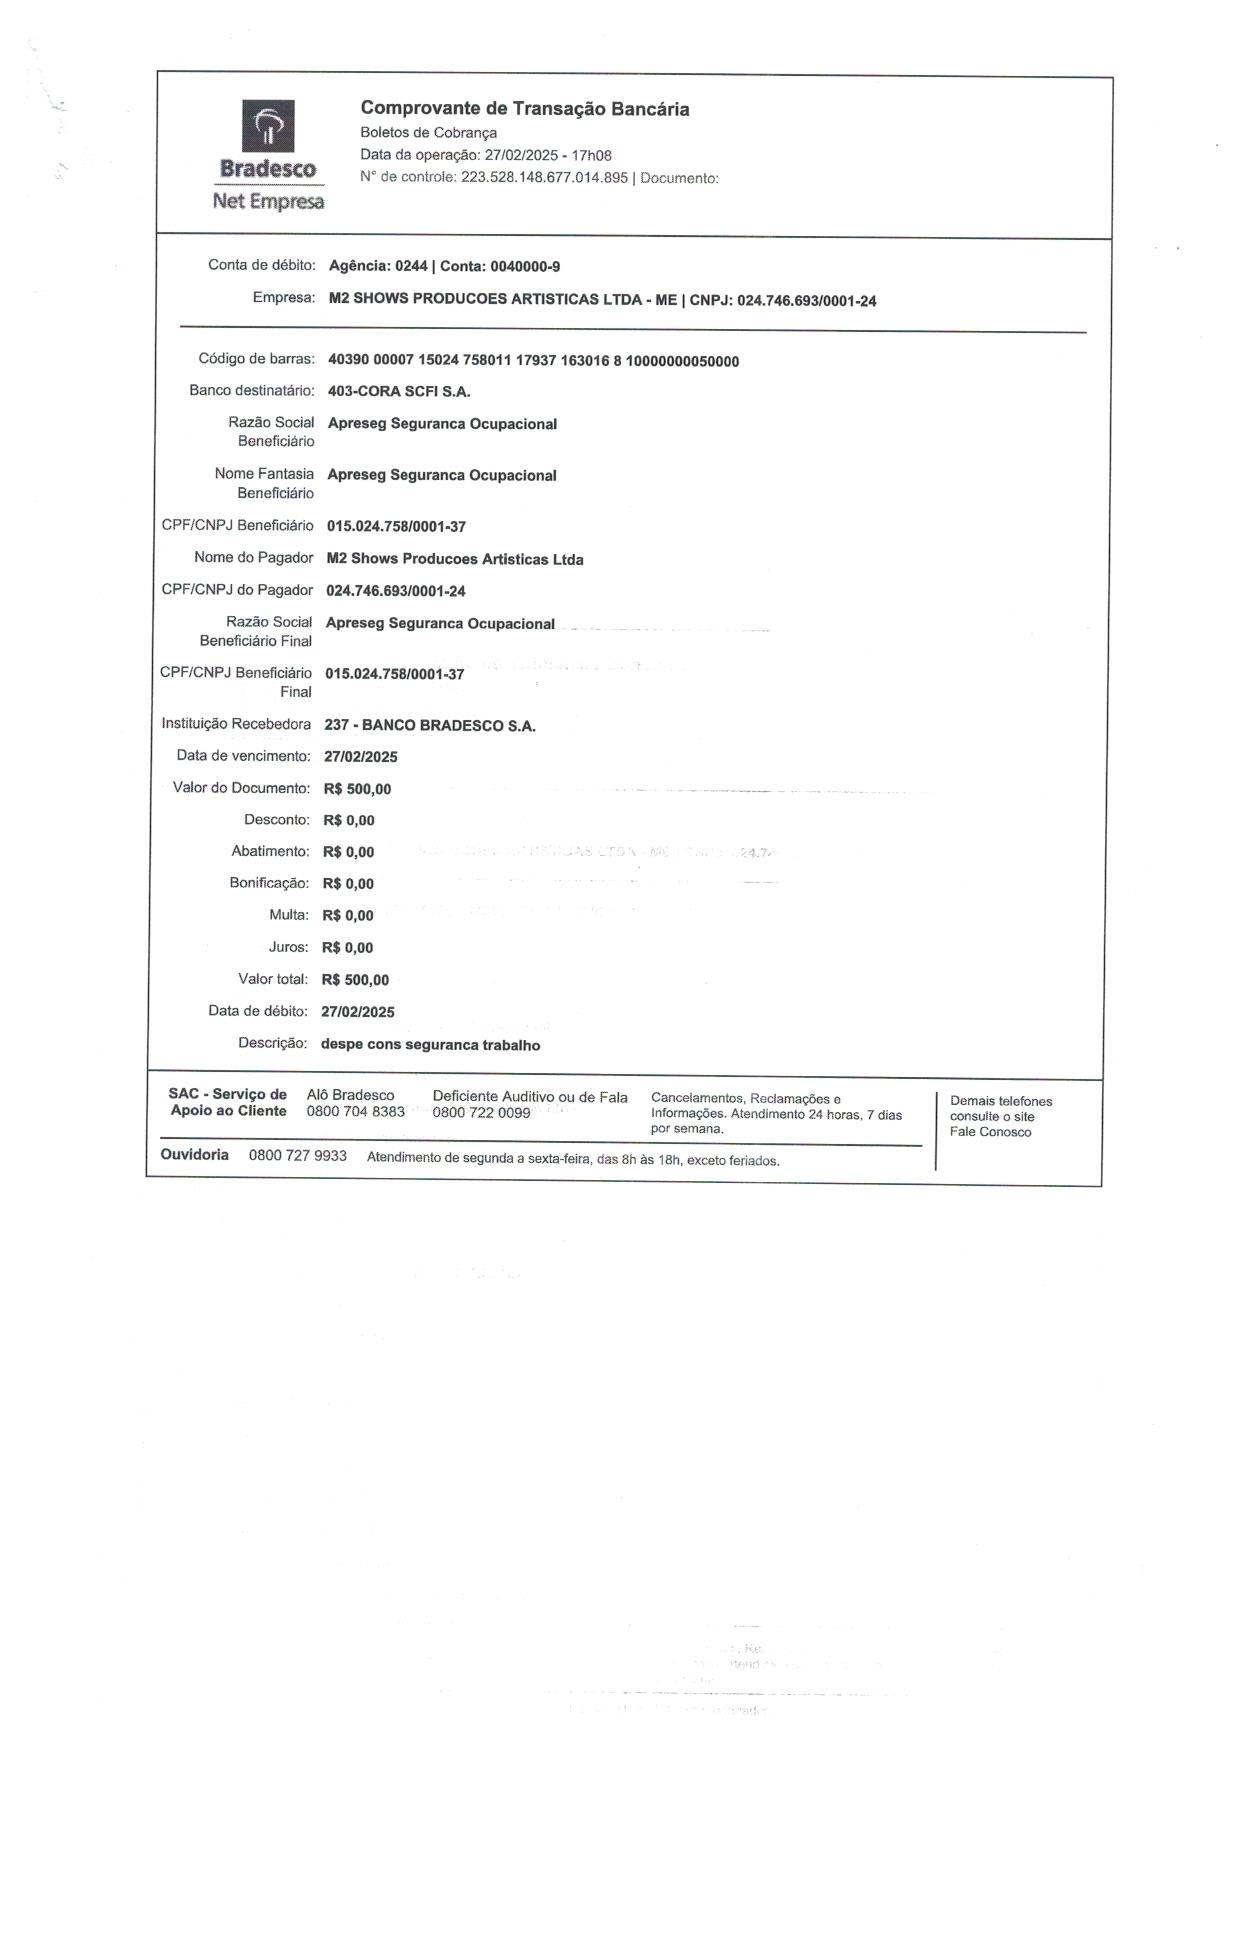 Comprovante de Transação Bancária
Boletos de Cobrança
Data da operação: 27/02/2025 - 17h08
N° de controle: 223.528.148.677.014.895 | Documento:
Bradesco
Net Empresa
Conta de débito: Agência: 0244 | Conta: 0040000-9
Empresa: M2 SHOWS PRODUCOES ARTISTICAS LTDA - ME | CNPJ: 024.746.693/0001-24
Código de barras: 40390 00007 15024 758011 17937 163016 8 10000000050000
Banco destinatário: 403-CORA SCFI S.A.
Razão Social Apreseg Seguranca Ocupacional
Beneficiário
Nome Fantasia Apreseg Seguranca Ocupacional
Beneficiário
CPF/CNPJ Beneficiário 015.024.758/0001-37
Nome do Pagador M2 Shows Producoes Artisticas Ltda
CPF/CNPJ do Pagador 024.746.693/0001-24
Razão Social Apreseg Seguranca Ocupacional
Beneficiário Final
CPF/CNPJ Beneficiário 015.024.758/0001-37
Final
Instituição Recebedora 237 - BANCO BRADESCO S.A.
Data de vencimento: 27/02/2025
Valor do Documento: R$ 500,00
Desconto: R$ 0,00
Abatimento: R$ 0,00
Bonificação: R$ 0,00
Multa: R$ 0,00
Juros: R$ 0,00
Valor total: R$ 500,00
Data de débito: 27/02/2025
Descrição: despe cons seguranca trabalho
SAC - Serviço de Apoio ao Cliente
Alô Bradesco
0800 704 8383
Deficiente Auditivo ou de Fala
0800 722 0099
Cancelamentos, Reclamações e
Informações. Atendimento 24 horas, 7 dias
por semana.
Demais telefones
consulte o site
Fale Conosco
Ouvidoria 0800 727 9933 Atendimento de segunda a sexta-feira, das 8h às 18h, exceto feriados.